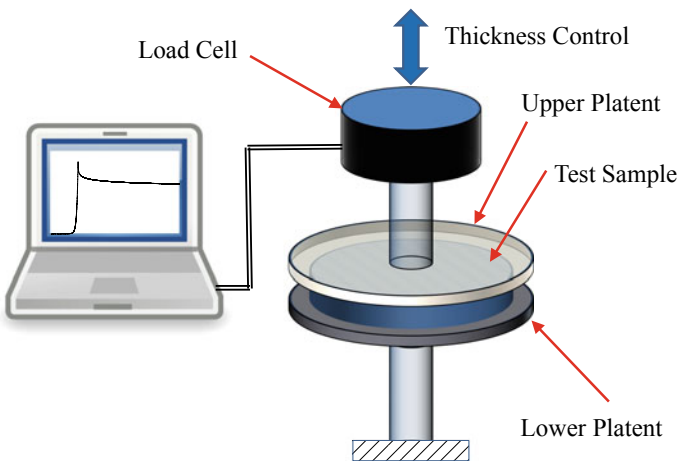 Thickness Control
Load Cell
Upper Platent
Test Sample
Lower Platent